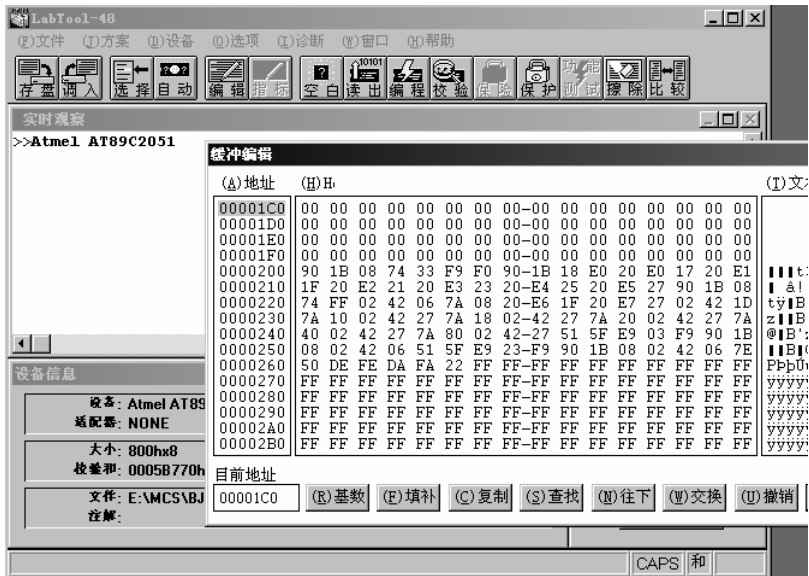 LabTool-48
(F)文件 (J)方案 (D)设备 (O)选项 (I)诊断 (W)窗口 (H)帮助
存盘 调入 选择 自动 编辑 指标 空白 读出 编程 校验 保险 保护 功能测试 擦除 比较
实时观察
>>Atmel AT89C2051
缓冲编辑
(A)地址 (H)H (T)文本
00001C0 00 00 00 00 00 00 00 00-00 00 00 00 00 00 00 00
00001D0 00 00 00 00 00 00 00 00-00 00 00 00 00 00 00 00
00001E0 00 00 00 00 00 00 00 00-00 00 00 00 00 00 00 00
00001F0 00 00 00 00 00 00 00 00-00 00 00 00 00 00 00 00
0000200 90 1B 08 74 33 F9 F0 90-1B 18 E0 20 E0 17 20 E1
0000210 1F 20 E2 21 20 E3 23 20-E4 25 20 E5 27 90 1B 08
0000220 74 FF 02 42 06 7A 08 20-E6 1F 20 E7 27 02 42 1D
0000230 7A 10 02 42 27 7A 18 02-42 27 7A 20 02 42 27 7A
0000240 40 02 42 27 7A 80 02 42-27 51 5F E9 03 F9 90 1B
0000250 08 02 42 06 51 5F E9 23-F9 90 1B 08 02 42 06 7E
0000260 50 DE FE DA FA 22 FF FF-FF FF FF FF FF FF FF FF
0000270 FF FF FF FF FF FF FF FF-FF FF FF FF FF FF FF FF
0000280 FF FF FF FF FF FF FF FF-FF FF FF FF FF FF FF FF
0000290 FF FF FF FF FF FF FF FF-FF FF FF FF FF FF FF FF
00002A0 FF FF FF FF FF FF FF FF-FF FF FF FF FF FF FF FF
00002B0 FF FF FF FF FF FF FF FF-FF FF FF FF FF FF FF FF
设备信息
设备: Atmel AT89
适配器: NONE
大小: 800hx8
校验和: 0005B770h
文件: E:\MCS\BJ
注解:
目前地址
00001C0 (R)基数 (F)填补 (C)复制 (S)查找 (N)往下 (W)交换 (U)撤销
CAPS 和